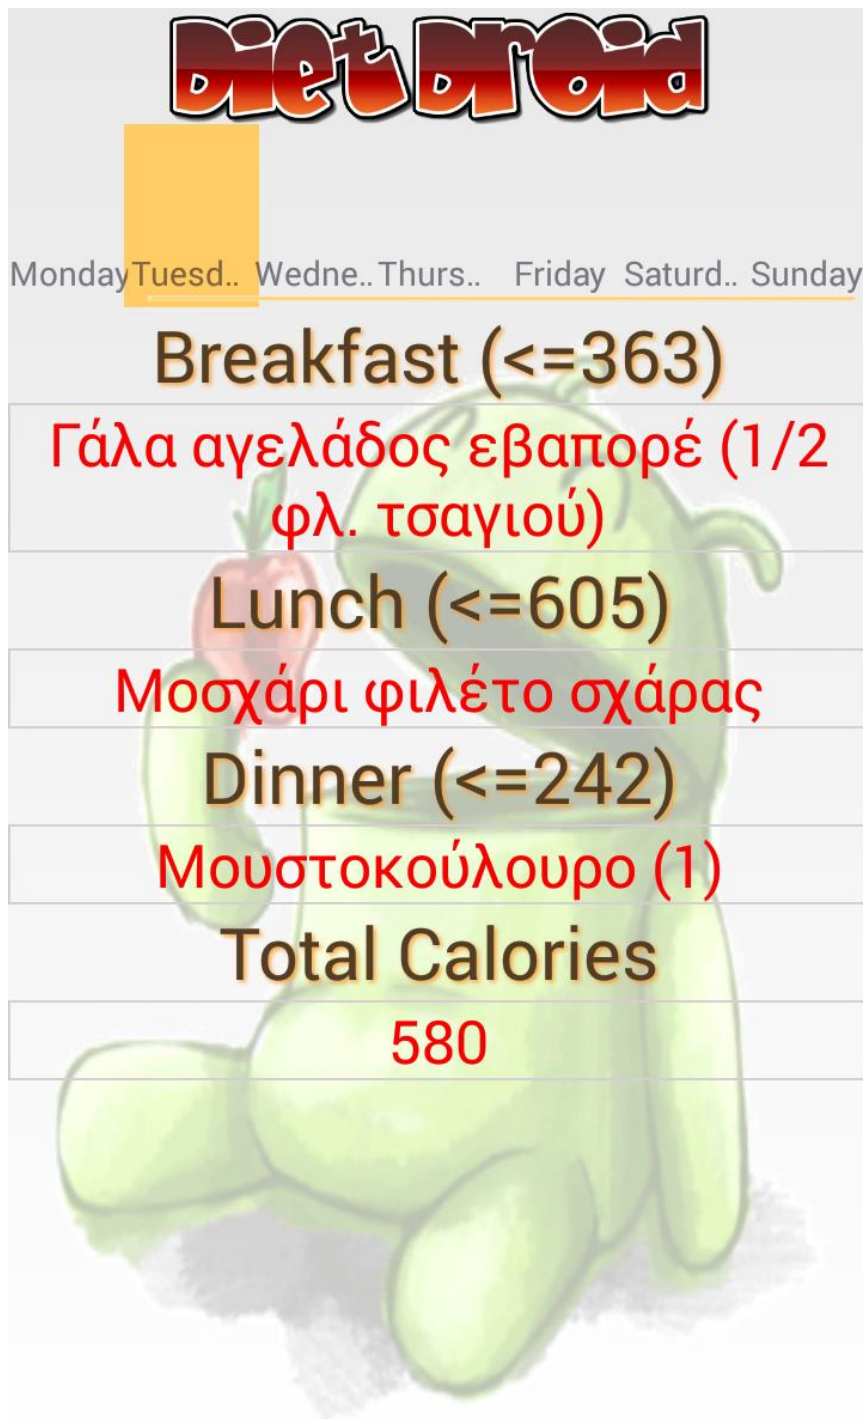 Diet Droid
Monday Tuesd.. Wedne.. Thurs.. Friday Saturd.. Sunday
Breakfast (<=363)
Γάλα αγελάδος εβαπορέ (1/2
φλ. τσαγιού)
Lunch (<=605)
Μοσχάρι φιλέτο σχάρας
Dinner (<=242)
Μουστοκούλουρο (1)
Total Calories
580